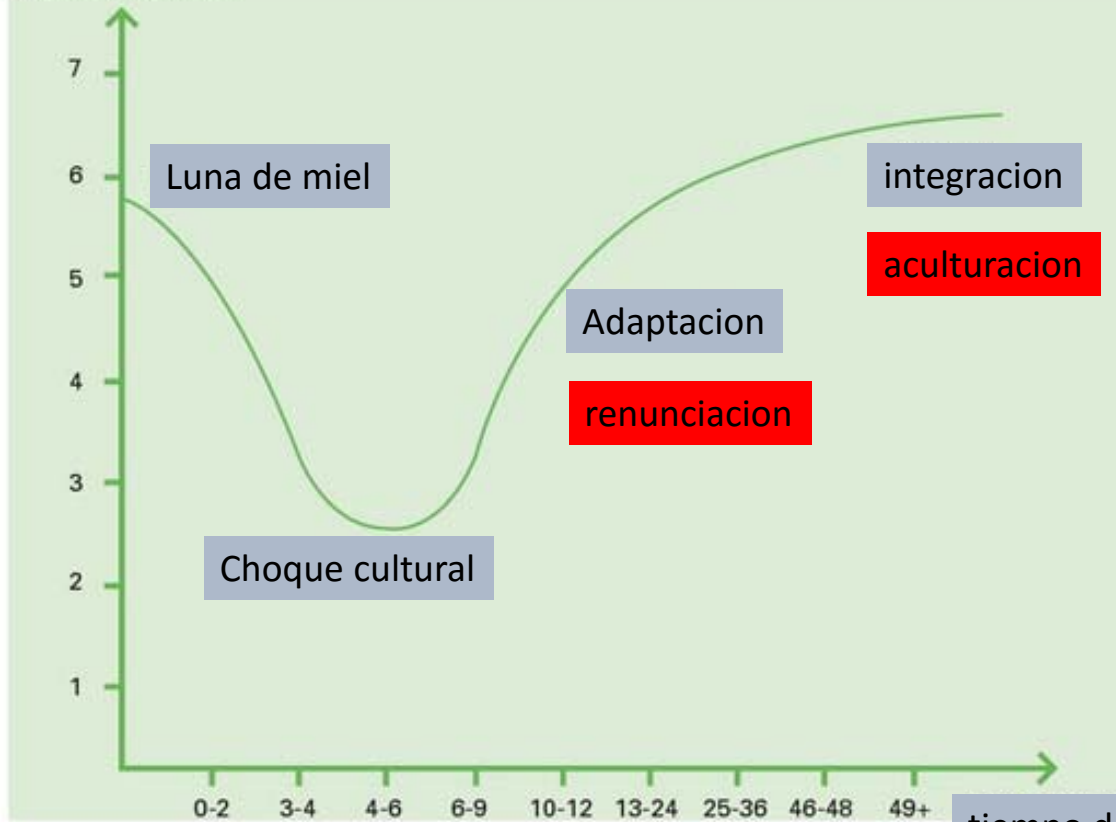 7
6
5
4
3
2
1
Luna de miel
integracion
aculturacion
Adaptacion
renunciacion
Choque cultural
0-2 3-4 4-6 6-9 10-12 13-24 25-36 46-48 49+